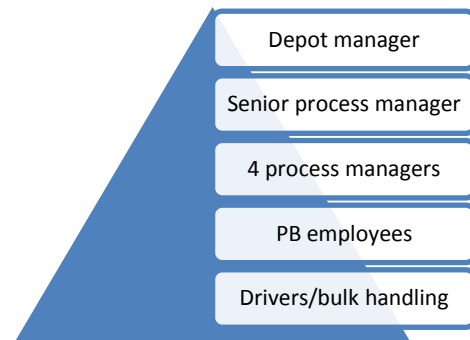 Depot manager
Senior process manager
4 process managers
PB employees
Drivers/bulk handling